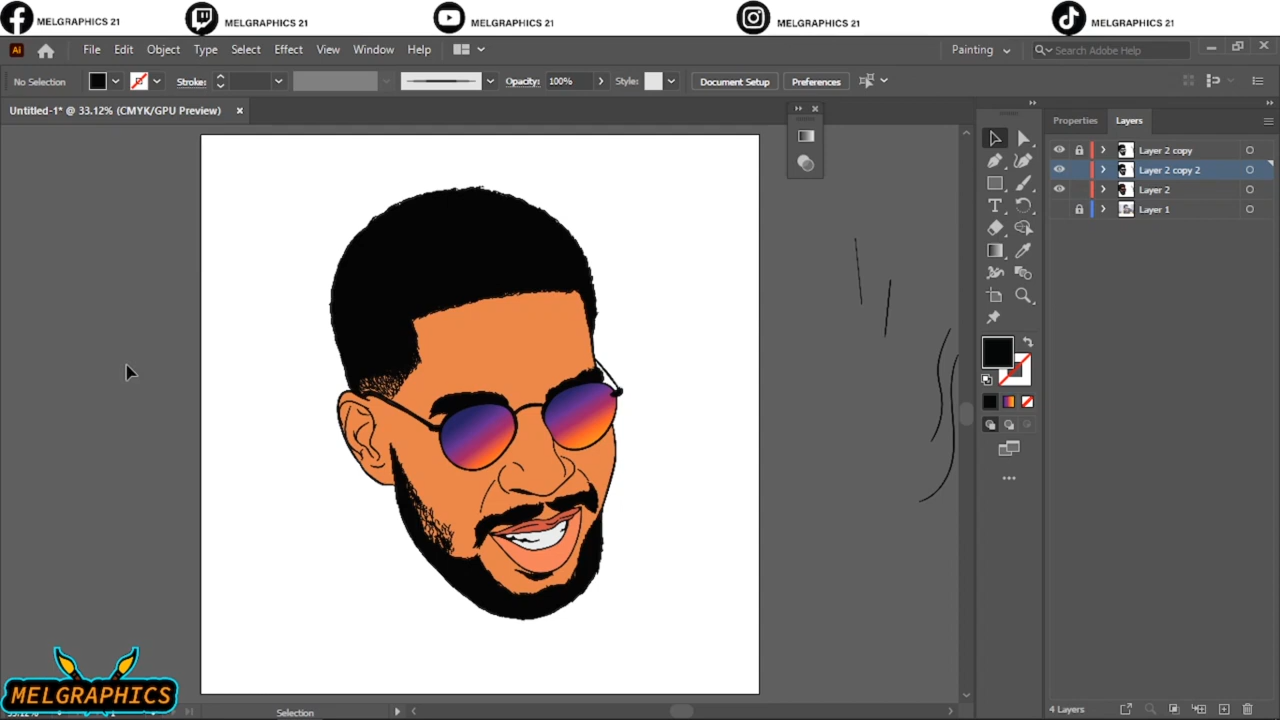 MELGRAPHICS 21
MELGRAPHICS 21
MELGRAPHICS 21
MELGRAPHICS 21
MELGRAPHICS 21
Ai File Edit Object Type Select Effect View Window Help Painting Search Adobe Help
No Selection Stroke: Opacity: 100% Style: Document Setup Preferences
Untitled-1* @ 33.12% (CMYK/GPU Preview)
Properties Layers
Layer 2 copy
Layer 2 copy 2
Layer 2
Layer 1
MELGRAPHICS
Selection
4 Layers